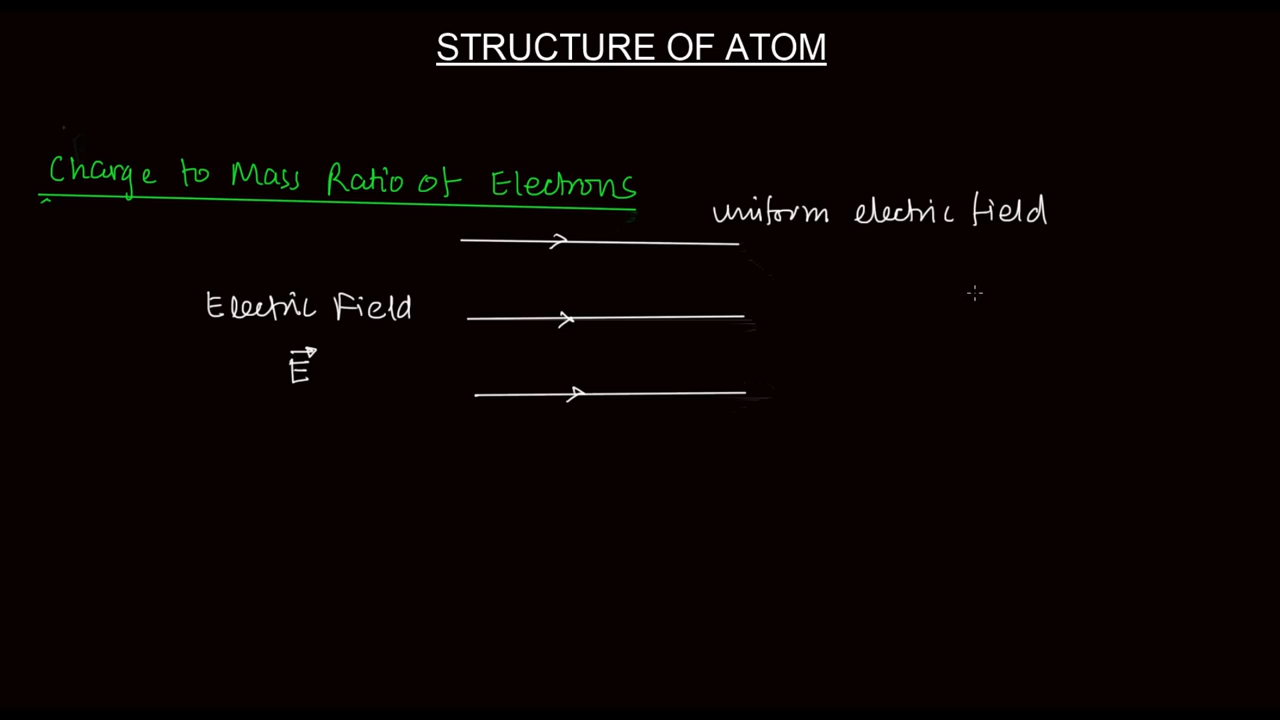 STRUCTURE OF ATOM
Charge to Mass Ratio of Electrons
uniform electric field
Electric Field
E⃗